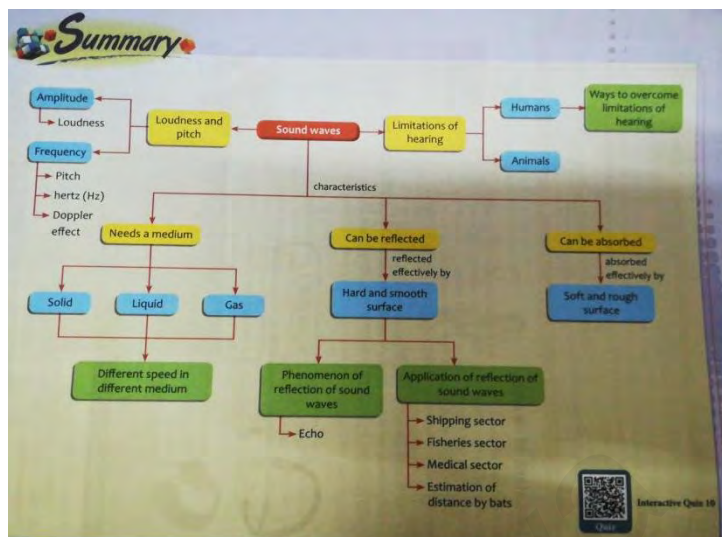 Summary
Amplitude
Loudness
Frequency
Pitch
hertz (Hz)
Doppler
effect
Loudness and
pitch
Sound waves
Limitations of
hearing
Humans
Animals
Ways to overcome
limitations of
hearing
characteristics
Needs a medium
Solid
Liquid
Gas
Different speed in
different medium
Can be reflected
reflected
effectively by
Hard and smooth
surface
Phenomenon of
reflection of sound
waves
Echo
Application of reflection of
sound waves
Shipping sector
Fisheries sector
Medical sector
Estimation of
distance by bats
Can be absorbed
absorbed
effectively by
Soft and rough
surface
Quiz
Interactive Quiz 10